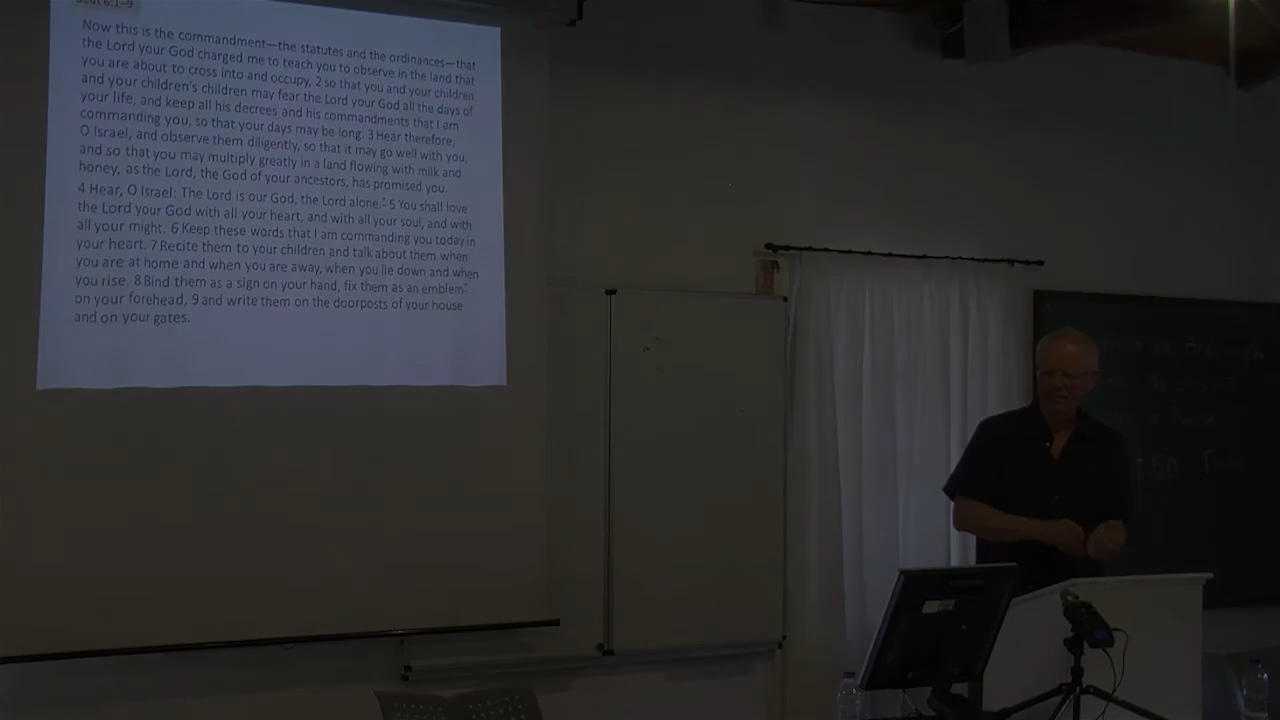 Deut 6:1-9
Now this is the commandment—the statutes and the ordinances—that
the Lord your God charged me to teach you to observe in the land that
you are about to cross into and occupy, 2 so that you and your children
and your children's children may fear the Lord your God all the days of
your life, and keep all his decrees and his commandments that I am
commanding you, so that your days may be long. 3 Hear therefore,
O Israel, and observe them diligently, so that it may go well with you,
and so that you may multiply greatly in a land flowing with milk and
honey, as the Lord, the God of your ancestors, has promised you.
4 Hear, O Israel: The Lord is our God, the Lord alone. 5 You shall love
the Lord your God with all your heart, and with all your soul, and with
all your might. 6 Keep these words that I am commanding you today in
your heart. 7 Recite them to your children and talk about them when
you are at home and when you are away, when you lie down and when
you rise. 8 Bind them as a sign on your hand, fix them as an emblem
on your forehead, 9 and write them on the doorposts of your house
and on your gates.